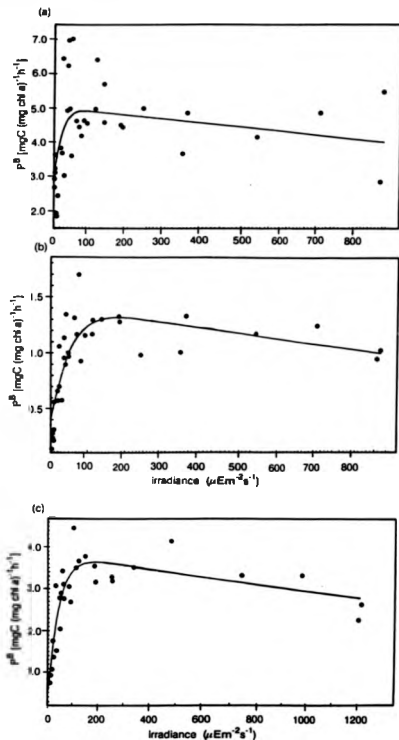 (a)
7.0
6.0
5.0
4.0
3.0
2.0
P^B [mgC (mg chl a)^-1 h^-1]
0 100 200 300 400 500 600 700 800
(b)
1.5
1.0
0.5
P^B [mgC (mg chl a)^-1 h^-1]
0 100 200 300 400 500 600 700 800
irradiance (µEm^-2s^-1)
(c)
4.0
3.0
2.0
1.0
P^B [mgC (mg chl a)^-1 h^-1]
0 200 400 600 800 1000 1200
irradiance (µEm^-2s^-1)